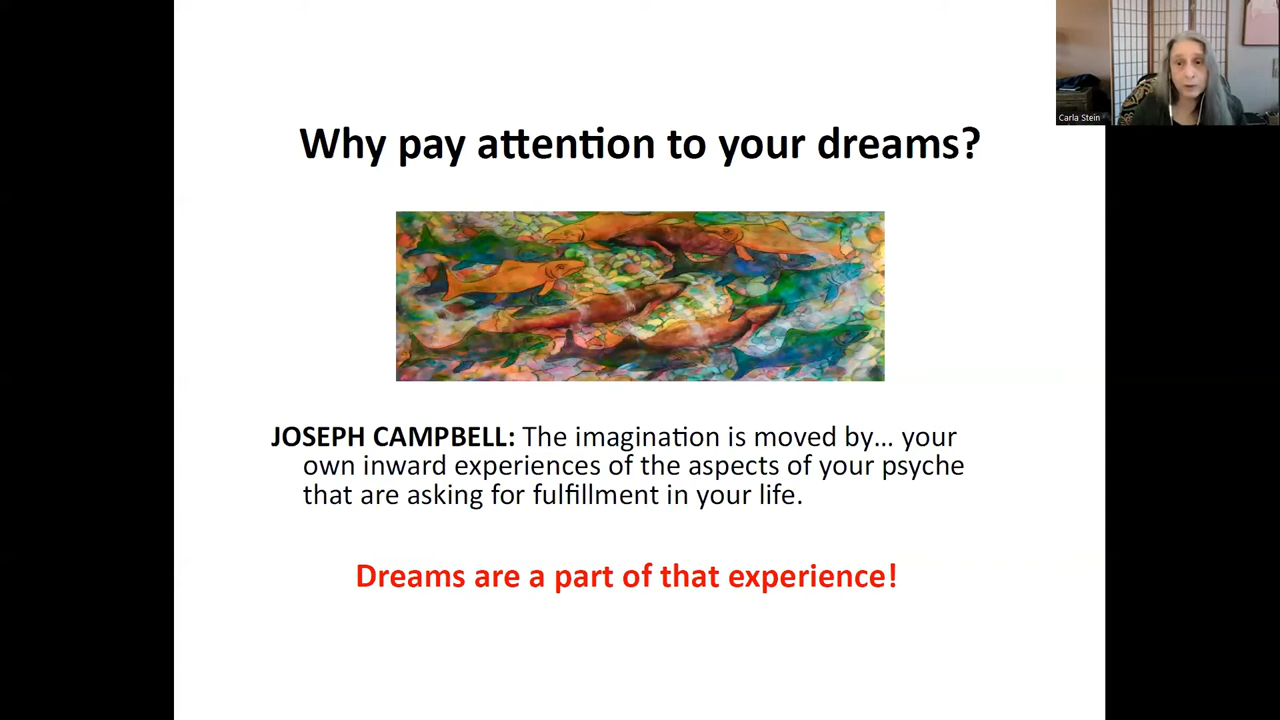 Why pay attention to your dreams?
Carla Stein
JOSEPH CAMPBELL: The imagination is moved by... your
own inward experiences of the aspects of your psyche
that are asking for fulfillment in your life.
Dreams are a part of that experience!